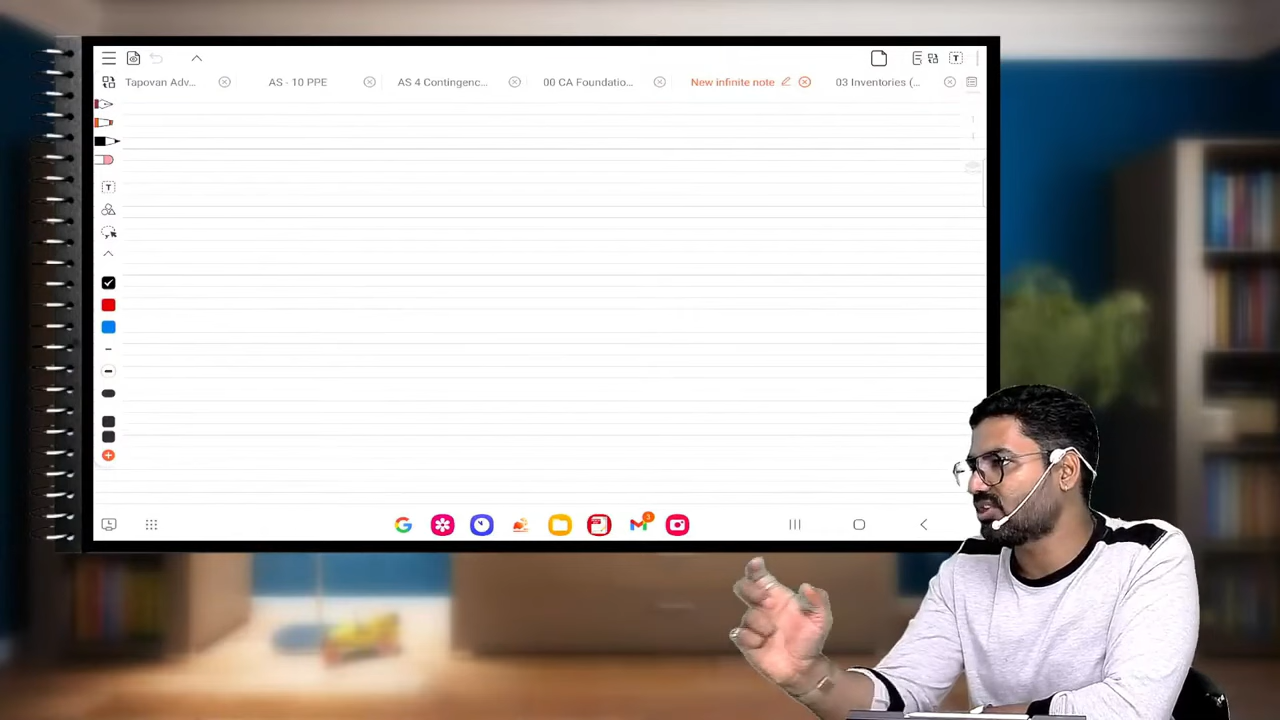 Tapovan Adv...
AS - 10 PPE
AS 4 Contingenc...
00 CA Foundatio...
New infinite note
03 Inventories (...